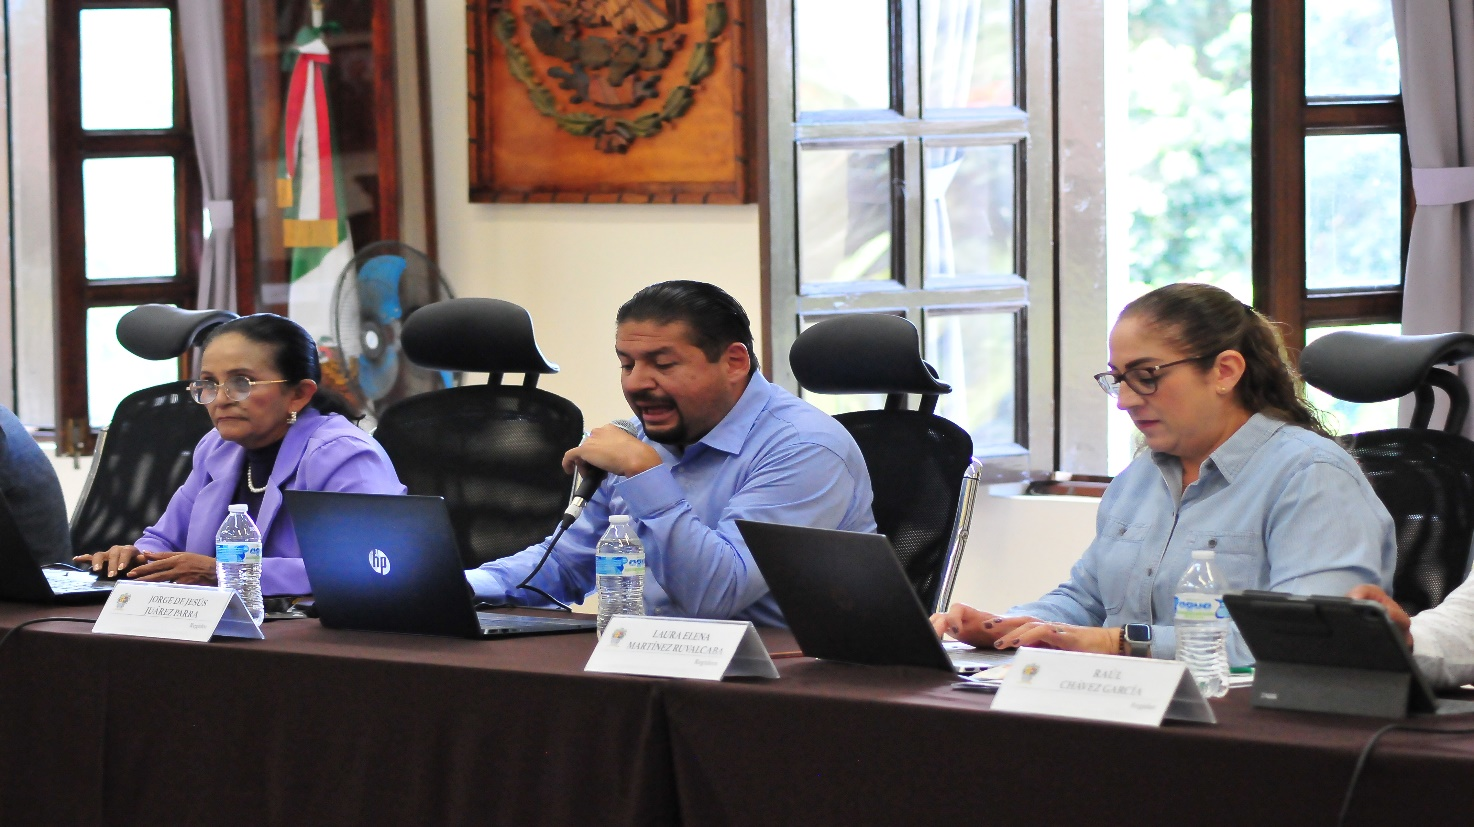 hp
JORGE DE JESÚS
JUÁREZ PARRA
Regidor
LAURA ELENA
MARTÍNEZ RUVALCABA
Regidora
RAÚL
CHÁVEZ GARCÍA
Regidor